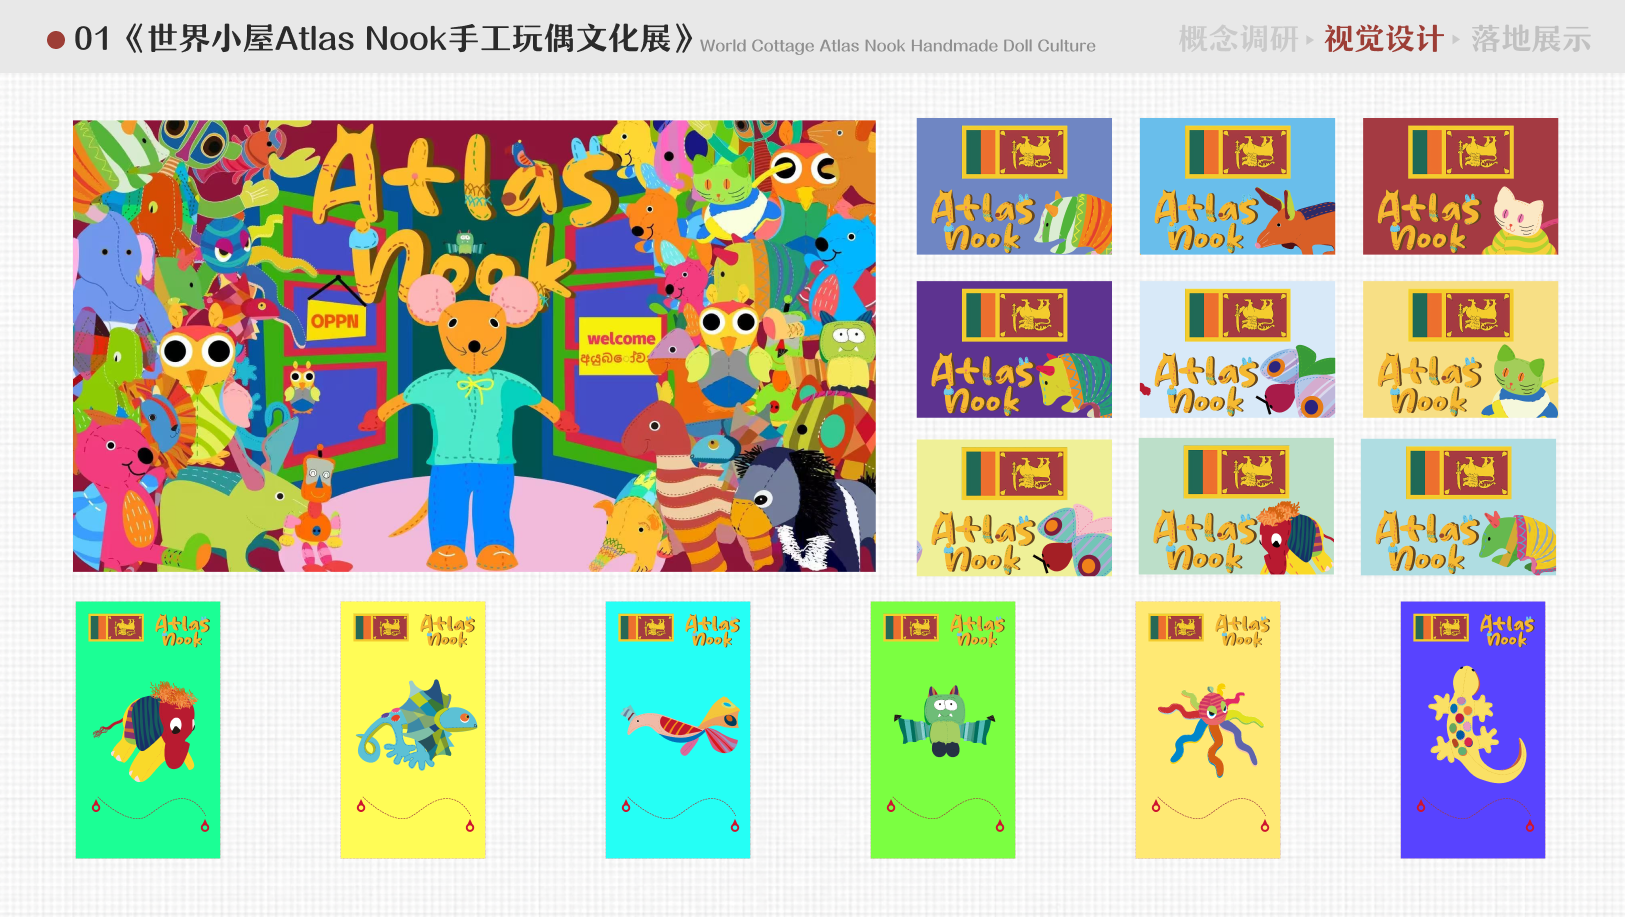 01《世界小屋Atlas Nook手工玩偶文化展》World Cottage Atlas Nook Handmade Doll Culture
概念调研 ▸ 视觉设计 ▸ 落地展示
Atlas
Nook
OPPN
welcome
Atlas
Nook
Atlas
Nook
Atlas
Nook
Atlas
Nook
Atlas
Nook
Atlas
Nook
Atlas
Nook
Atlas
Nook
Atlas
Nook
Atlas
Nook
Atlas
Nook
Atlas
Nook
Atlas
Nook
Atlas
Nook
Atlas
Nook